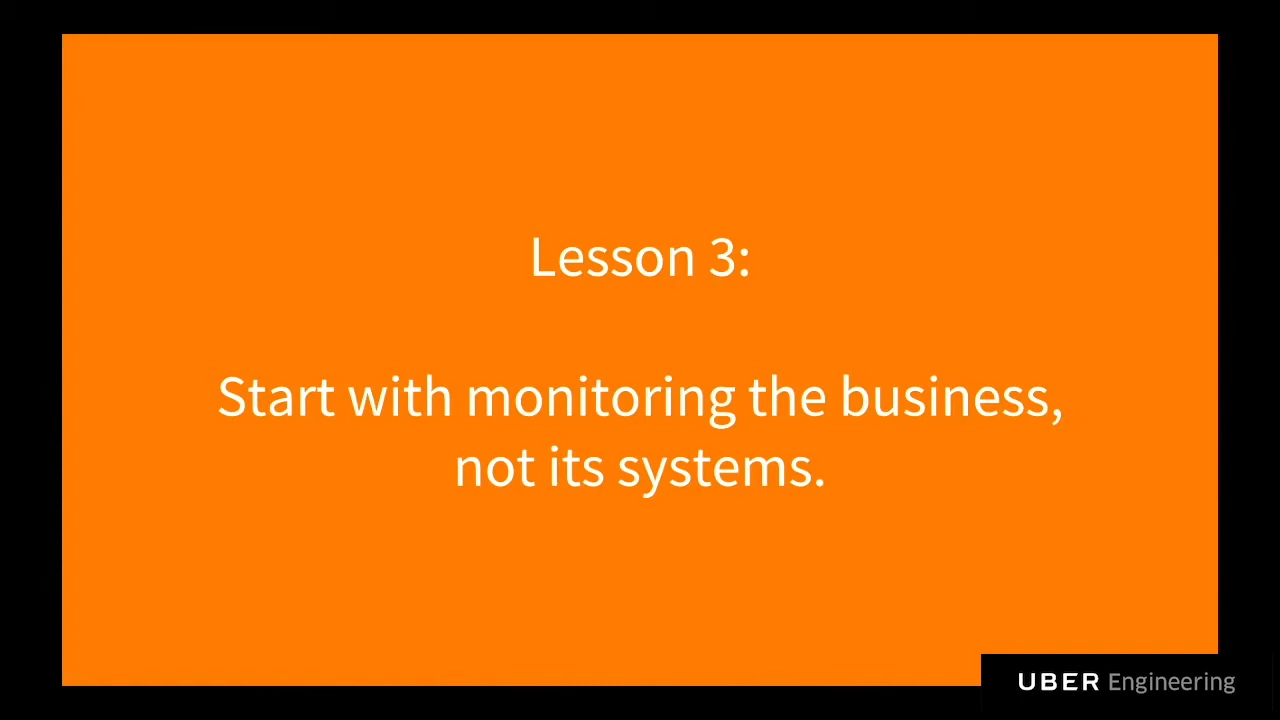 Lesson 3:
Start with monitoring the business,
not its systems.
UBER Engineering